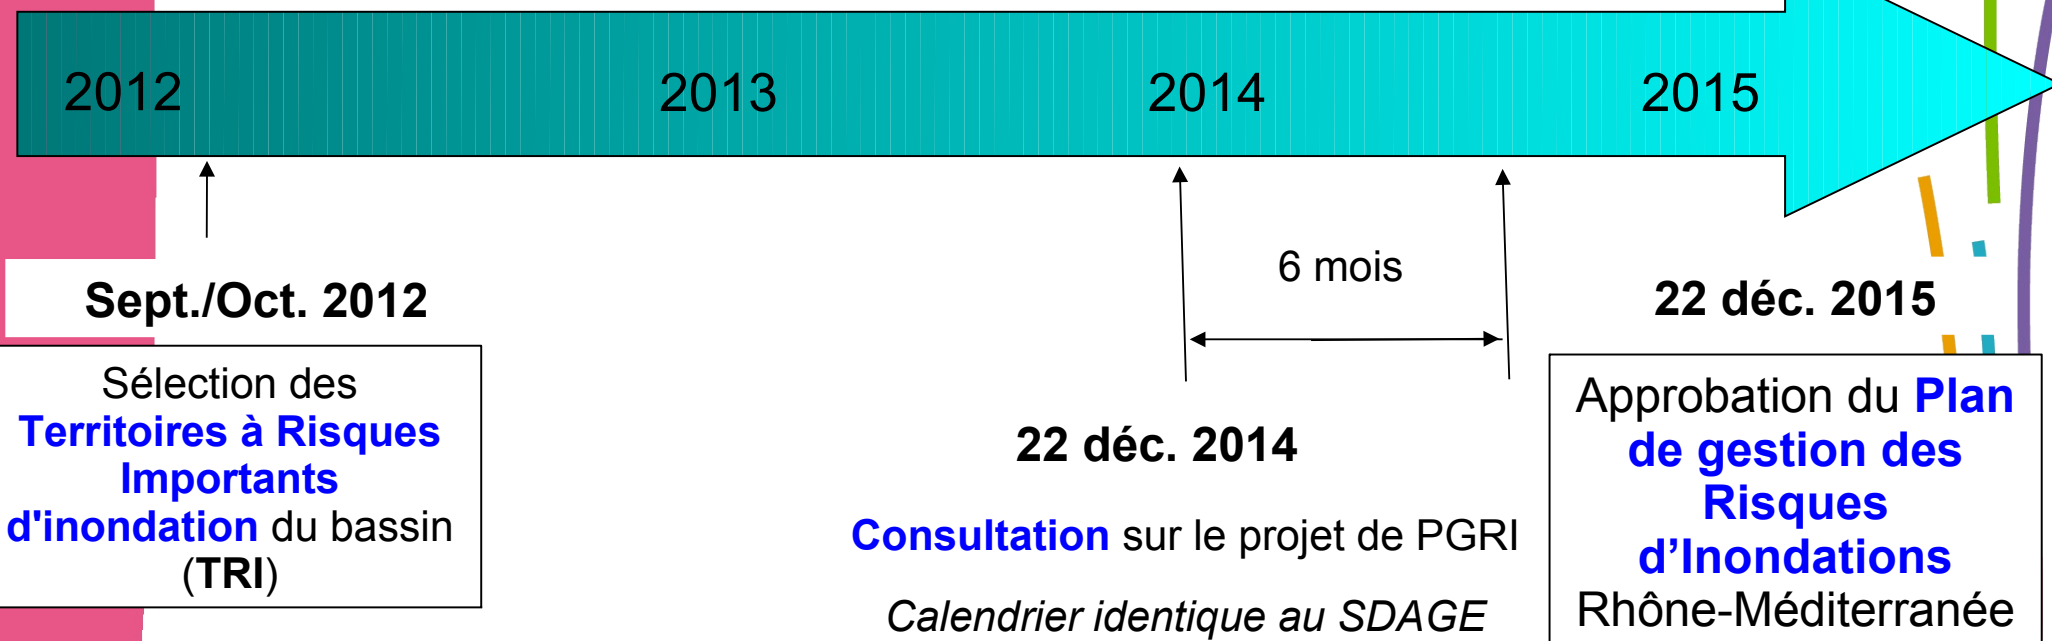 2012 2013 2014 2015
Sept./Oct. 2012
Sélection des
Territoires à Risques
Importants
d'inondation du bassin
(TRI)
6 mois
22 déc. 2014
Consultation sur le projet de PGRI
Calendrier identique au SDAGE
22 déc. 2015
Approbation du Plan
de gestion des
Risques
d’Inondations
Rhône-Méditerranée